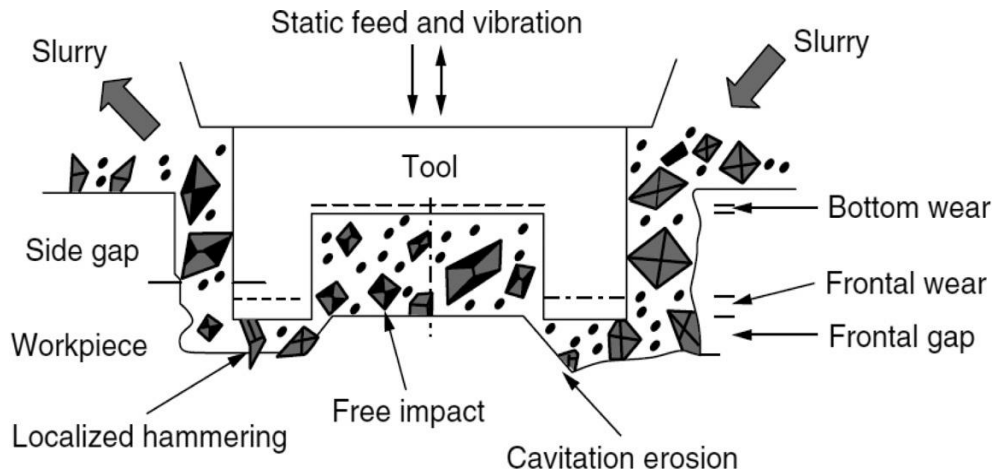 Static feed and vibration
Slurry
Slurry
Tool
Bottom wear
Side gap
Frontal wear
Workpiece
Frontal gap
Free impact
Localized hammering
Cavitation erosion